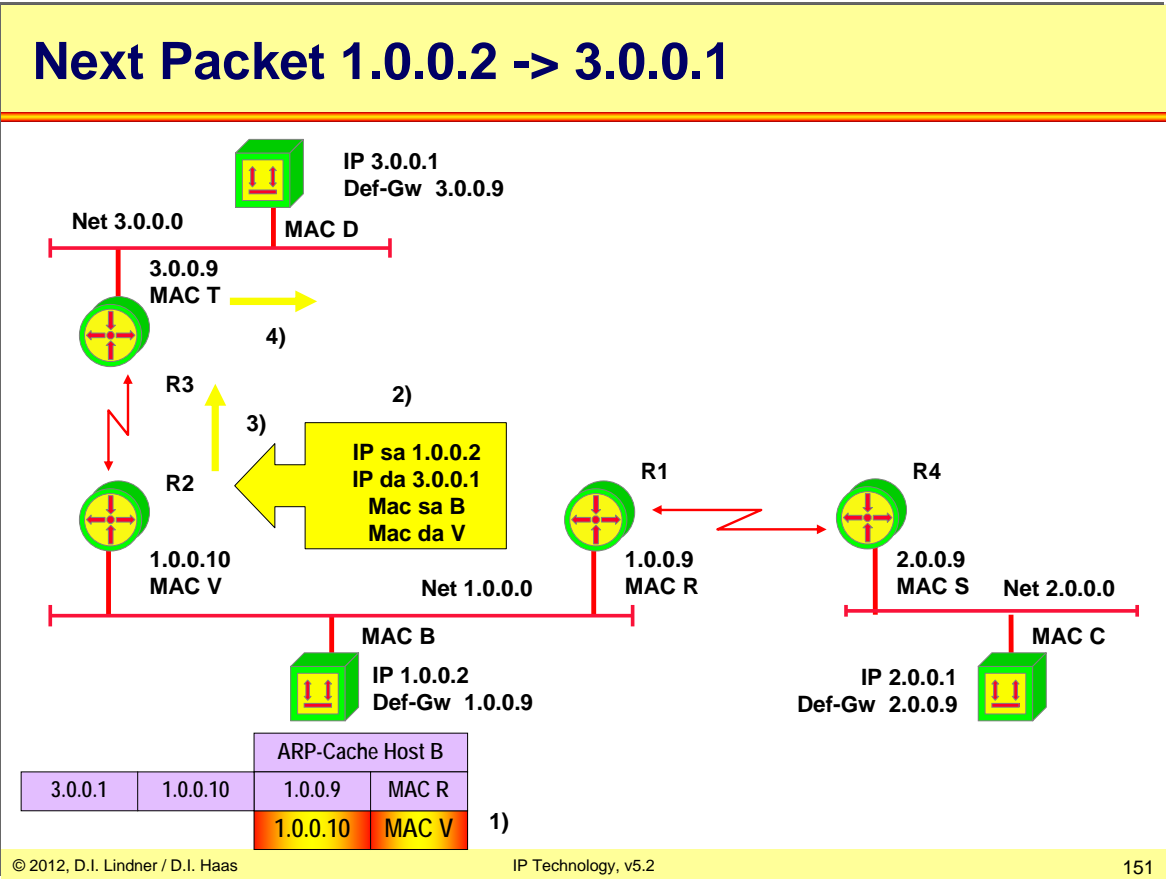 Next Packet 1.0.0.2 -> 3.0.0.1
IP 3.0.0.1
Def-Gw 3.0.0.9
Net 3.0.0.0
MAC D
3.0.0.9
MAC T
4)
R3
2)
3)
IP sa 1.0.0.2
IP da 3.0.0.1
Mac sa B
Mac da V
R2
R1
R4
1.0.0.10
MAC V
Net 1.0.0.0
1.0.0.9
MAC R
2.0.0.9
MAC S
Net 2.0.0.0
MAC B
MAC C
IP 1.0.0.2
Def-Gw 1.0.0.9
IP 2.0.0.1
Def-Gw 2.0.0.9
ARP-Cache Host B
3.0.0.1 1.0.0.10 1.0.0.9 MAC R
1.0.0.10 MAC V 1)
© 2012, D.I. Lindner / D.I. Haas IP Technology, v5.2 151